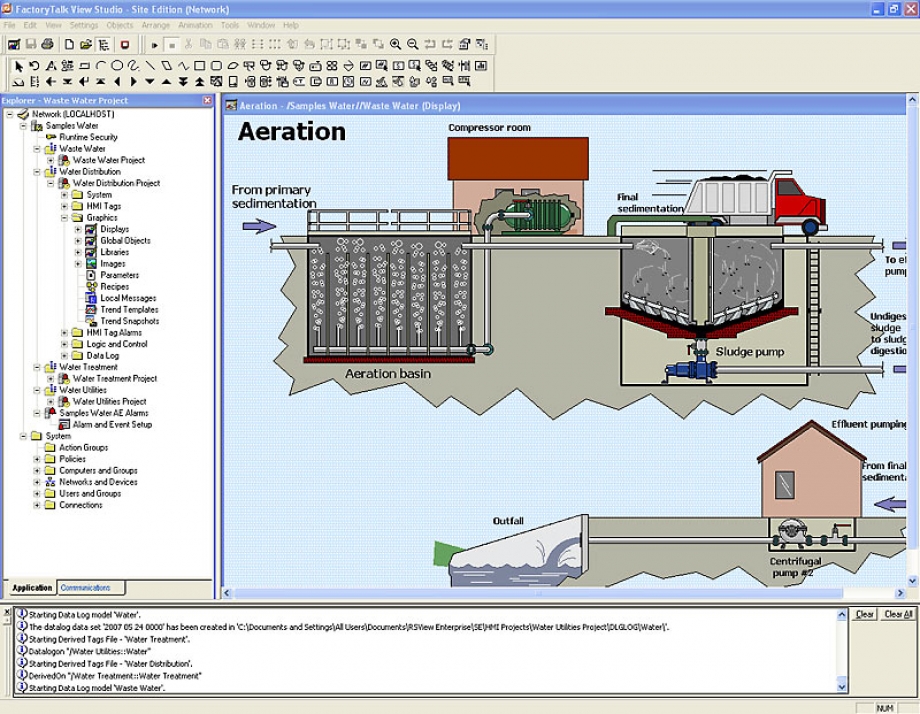 FactoryTalk View Studio - Site Edition (Network)
File Edit View Settings Objects Arrange Animation Tools Window Help
Explorer - Waste Water Project
Network (LOCALHOST)
Samples Water
Runtime Security
Waste Water
Waste Water Project
Water Distribution
Water Distribution Project
System
HMI Tags
Graphics
Displays
Global Objects
Libraries
Images
Parameters
Recipes
Local Messages
Trend Templates
Trend Snapshots
HMI Tag Alarms
Logic and Control
Data Log
Water Treatment
Water Treatment Project
Water Utilities
Water Utilities Project
Samples Water AE Alarms
Alarm and Event Setup
System
Action Groups
Policies
Computers and Groups
Networks and Devices
Users and Groups
Connections
Application Communications
Aeration - /Samples Water//Waste Water (Display)
Aeration
Compressor room
From primary
sedimentation
Final
sedimentation
To ef
pump
Undiges
sludge
to sludg
digestio
Sludge pump
Aeration basin
Effluent pumping
From final
sediment
Outfall
Centrifugal
pump #2
Starting Data Log model 'Water'.
The datalog data set '2007 05 24 0000' has been created in 'C:\Documents and Settings\All Users\Documents\RSView Enterprise\SE\HMI Projects\Water Utilities Project\DLGLOG\Water\'.
Starting Derived Tags File - 'Water Treatment'.
Datalogon "/Water Utilities::Water"
Starting Derived Tags File - 'Water Distribution'.
DerivedOn "/Water Treatment::Water Treatment"
Starting Data Log model 'Waste Water'.
Clear Clear All
NUM